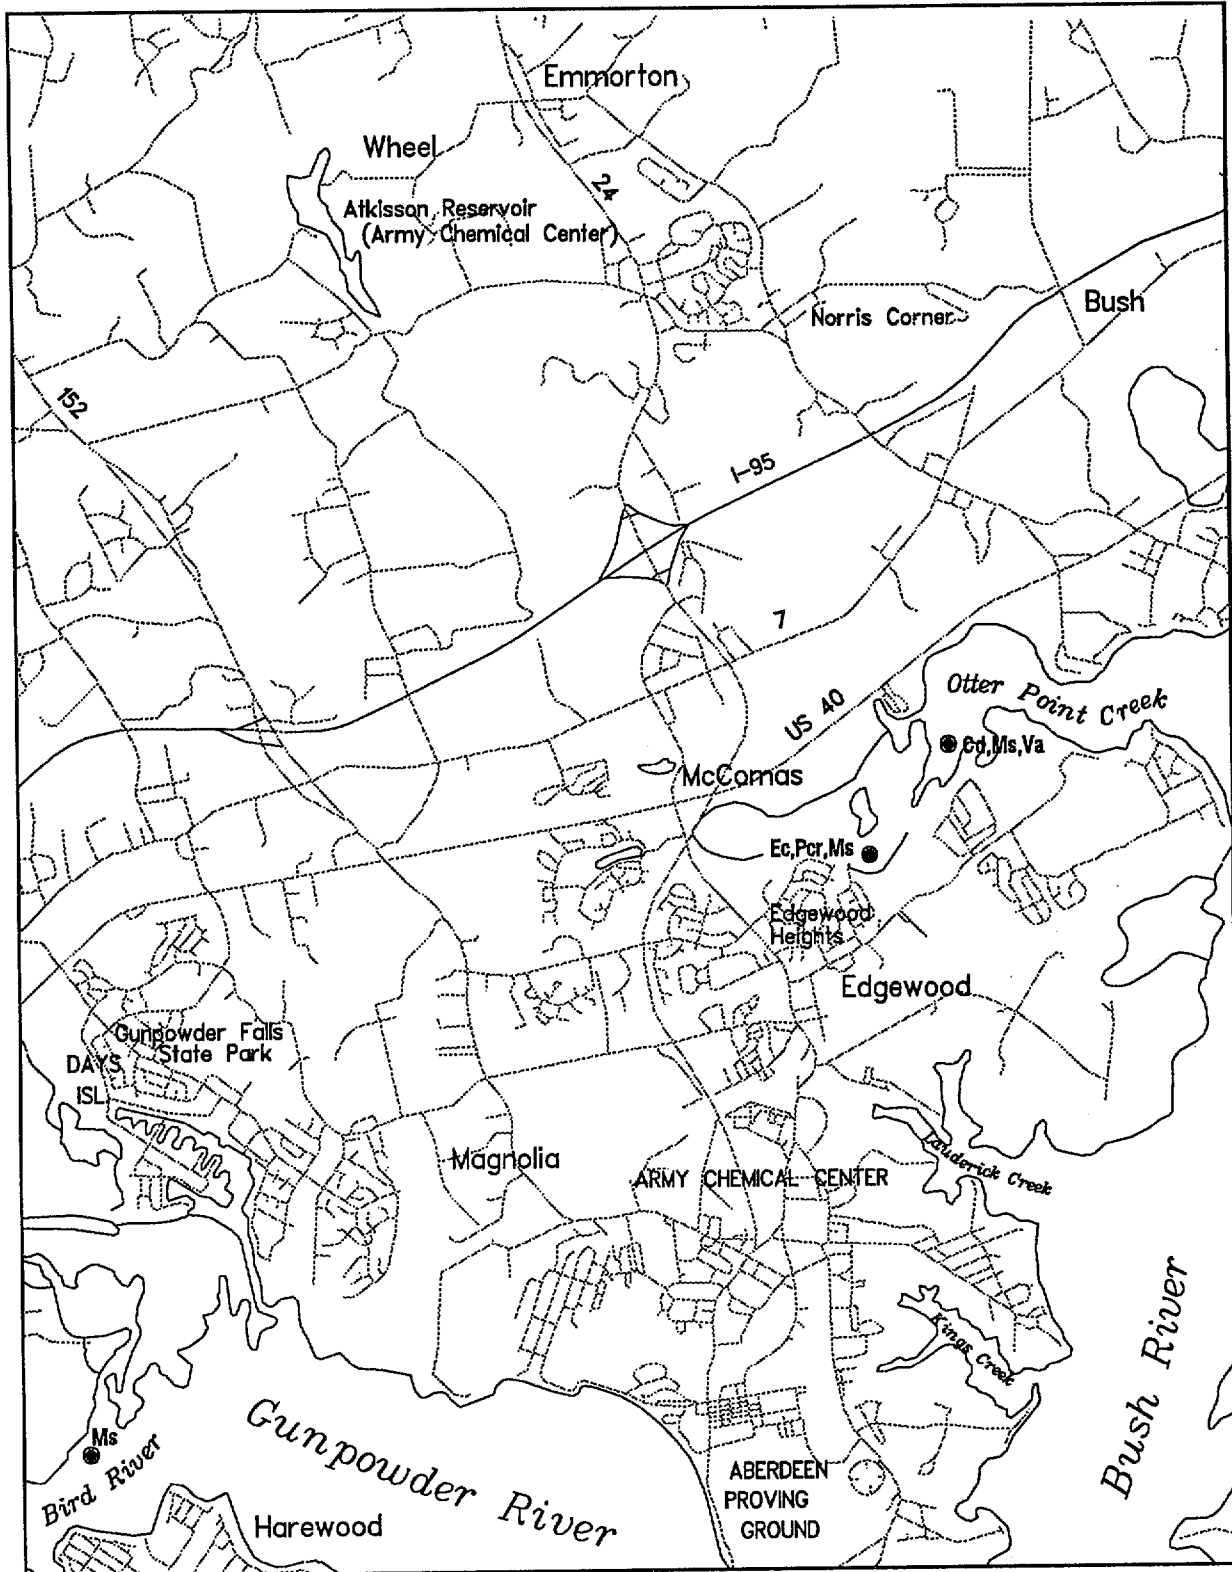 Emmorton
Wheel
24
Atkisson Reservoir
(Army Chemical Center)
Bush
Norris Corner
152
I-95
7
Otter Point Creek
US 40
Cd,Ms,Va
McComas
Ec,Pcr,Ms
Edgewood
Heights
Edgewood
Gunpowder Falls
State Park
DAYS
ISL
Magnolia
ARMY CHEMICAL CENTER
Lauderick Creek
Kings Creek
Bush River
Gunpowder River
Ms
Bird River
Harewood
ABERDEEN
PROVING
GROUND